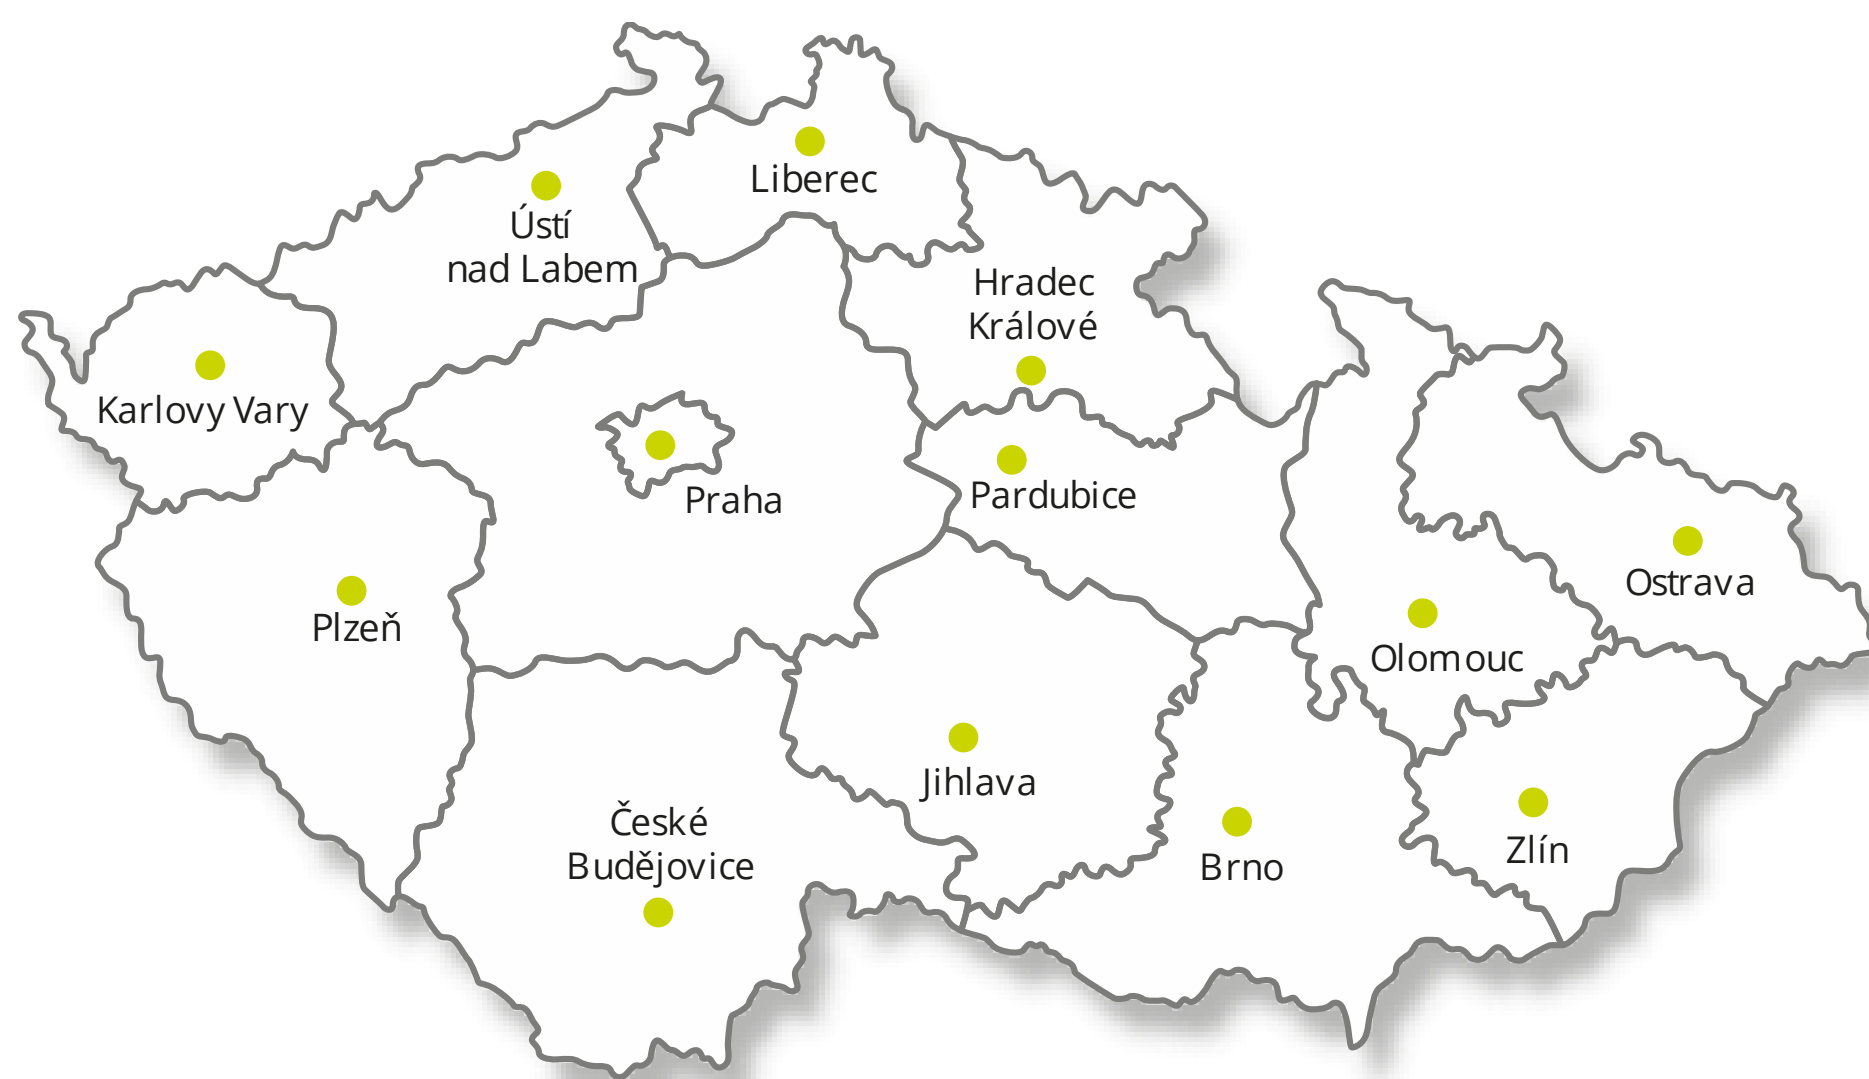 Liberec
Ústí
nad Labem
Hradec
Králové
Karlovy Vary
Praha
Pardubice
Ostrava
Plzeň
Olomouc
Jihlava
České
Budějovice
Brno
Zlín